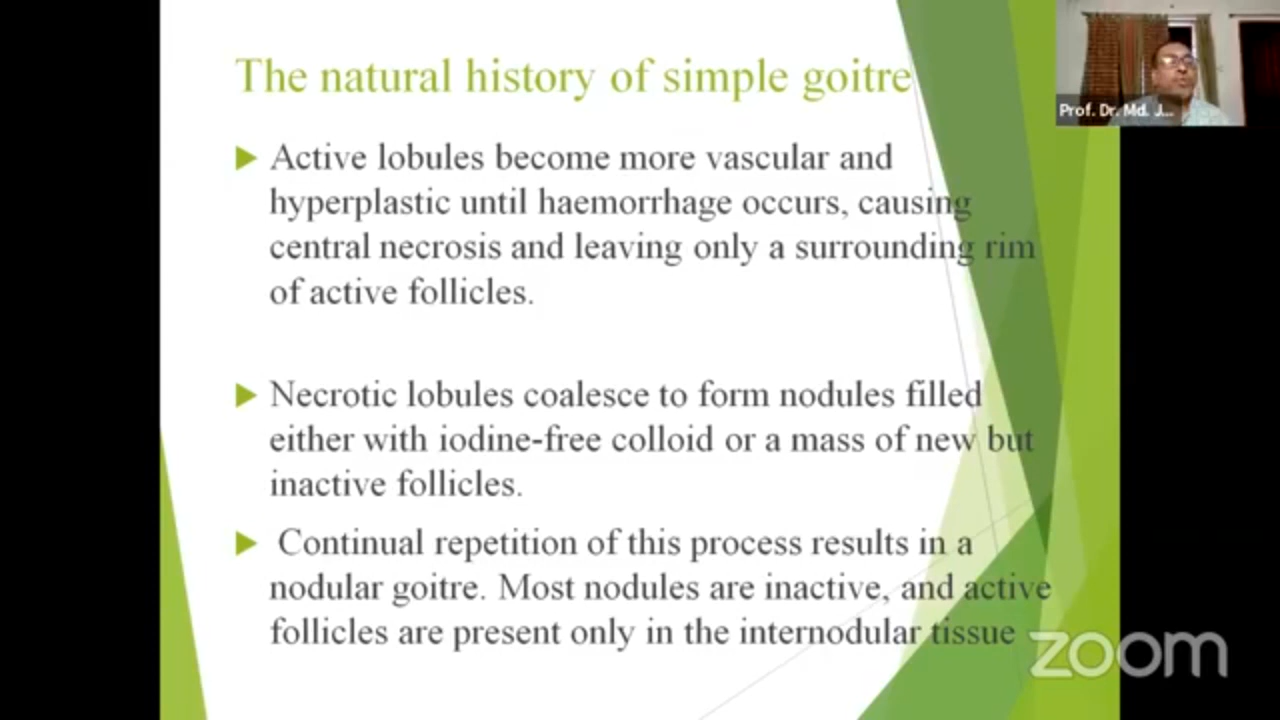 The natural history of simple goitre
Prof. Dr. Md. J...
Active lobules become more vascular and
hyperplastic until haemorrhage occurs, causing
central necrosis and leaving only a surrounding rim
of active follicles.
Necrotic lobules coalesce to form nodules filled
either with iodine-free colloid or a mass of new but
inactive follicles.
Continual repetition of this process results in a
nodular goitre. Most nodules are inactive, and active
follicles are present only in the internodular tissue
zoom